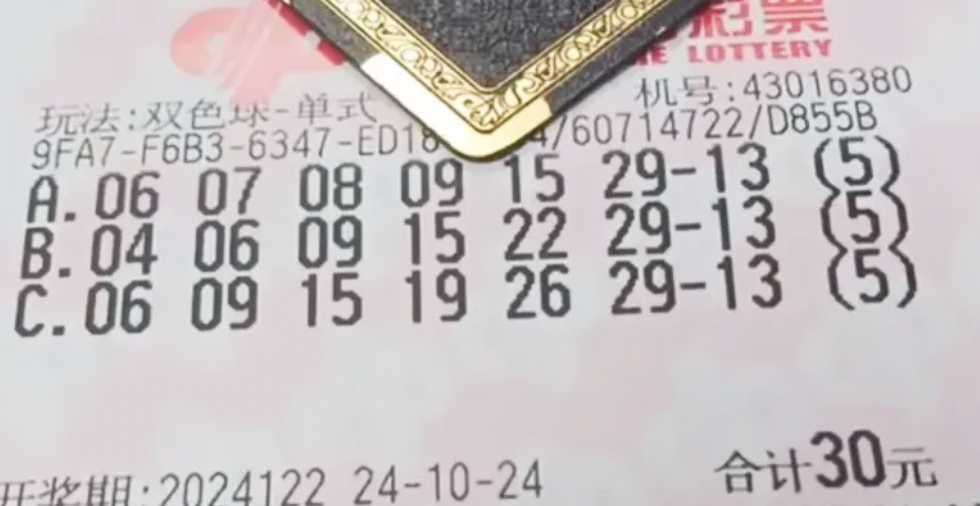 彩票
LOTTERY
玩法:双色球-单式 机号:43016380
9FA7-F6B3-6347-ED18 4/60714722/D855B
A.06 07 08 09 15 29-13 (5)
B.04 06 09 15 22 29-13 (5)
C.06 09 15 19 26 29-13 (5)
开奖期:2024122 24-10-24 合计30元